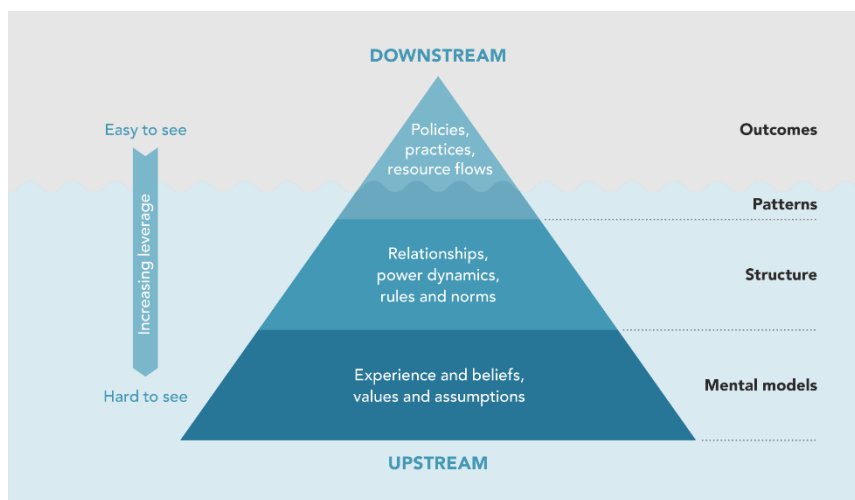 DOWNSTREAM
Easy to see
Policies,
practices,
resource flows
Outcomes
Patterns
Increasing leverage
Relationships,
power dynamics,
rules and norms
Structure
Experience and beliefs,
values and assumptions
Mental models
Hard to see
UPSTREAM